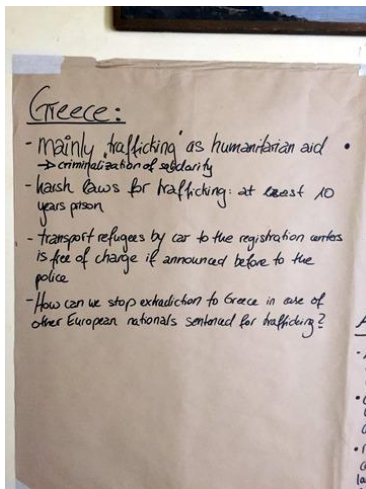 Greece:
- mainly „trafficking“ as humanitarian aid
→ criminalization of solidarity
- harsh laws for trafficking: at least 10
years prison
- transport refugees by car to the registration centers
is free of charge if announced before to the
police
- How can we stop extradiction to Greece in case of
other European nationals sentenced for trafficking?